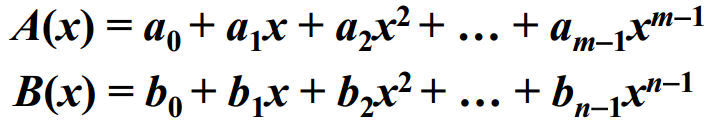 A(x) = a₀ + a₁x + a₂x² + … + aₘ₋₁xᵐ⁻¹
B(x) = b₀ + b₁x + b₂x² + … + bₙ₋₁xⁿ⁻¹